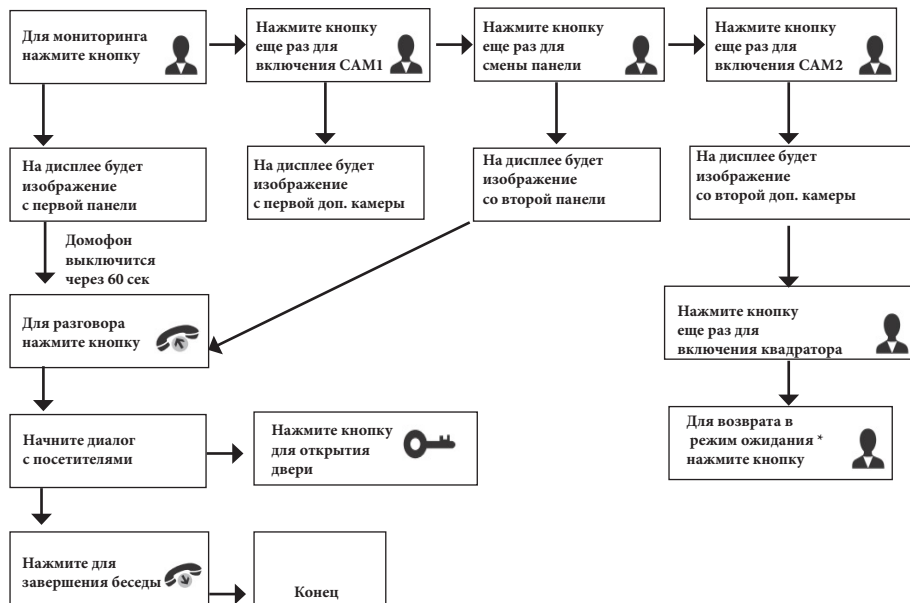 Для мониторинга
нажмите кнопку
Нажмите кнопку
еще раз для
включения САМ1
Нажмите кнопку
еще раз для
смены панели
Нажмите кнопку
еще раз для
включения САМ2
На дисплее будет
изображение
с первой панели
На дисплее будет
изображение
с первой доп. камеры
На дисплее будет
изображение
со второй панели
На дисплее будет
изображение
со второй доп. камеры
Домофон
выключится
через 60 сек
Для разговора
нажмите кнопку
Нажмите кнопку
еще раз для
включения квадратора
Начните диалог
с посетителями
Нажмите кнопку
для открытия
двери
Для возврата в
режим ожидания *
нажмите кнопку
Нажмите для
завершения беседы
Конец